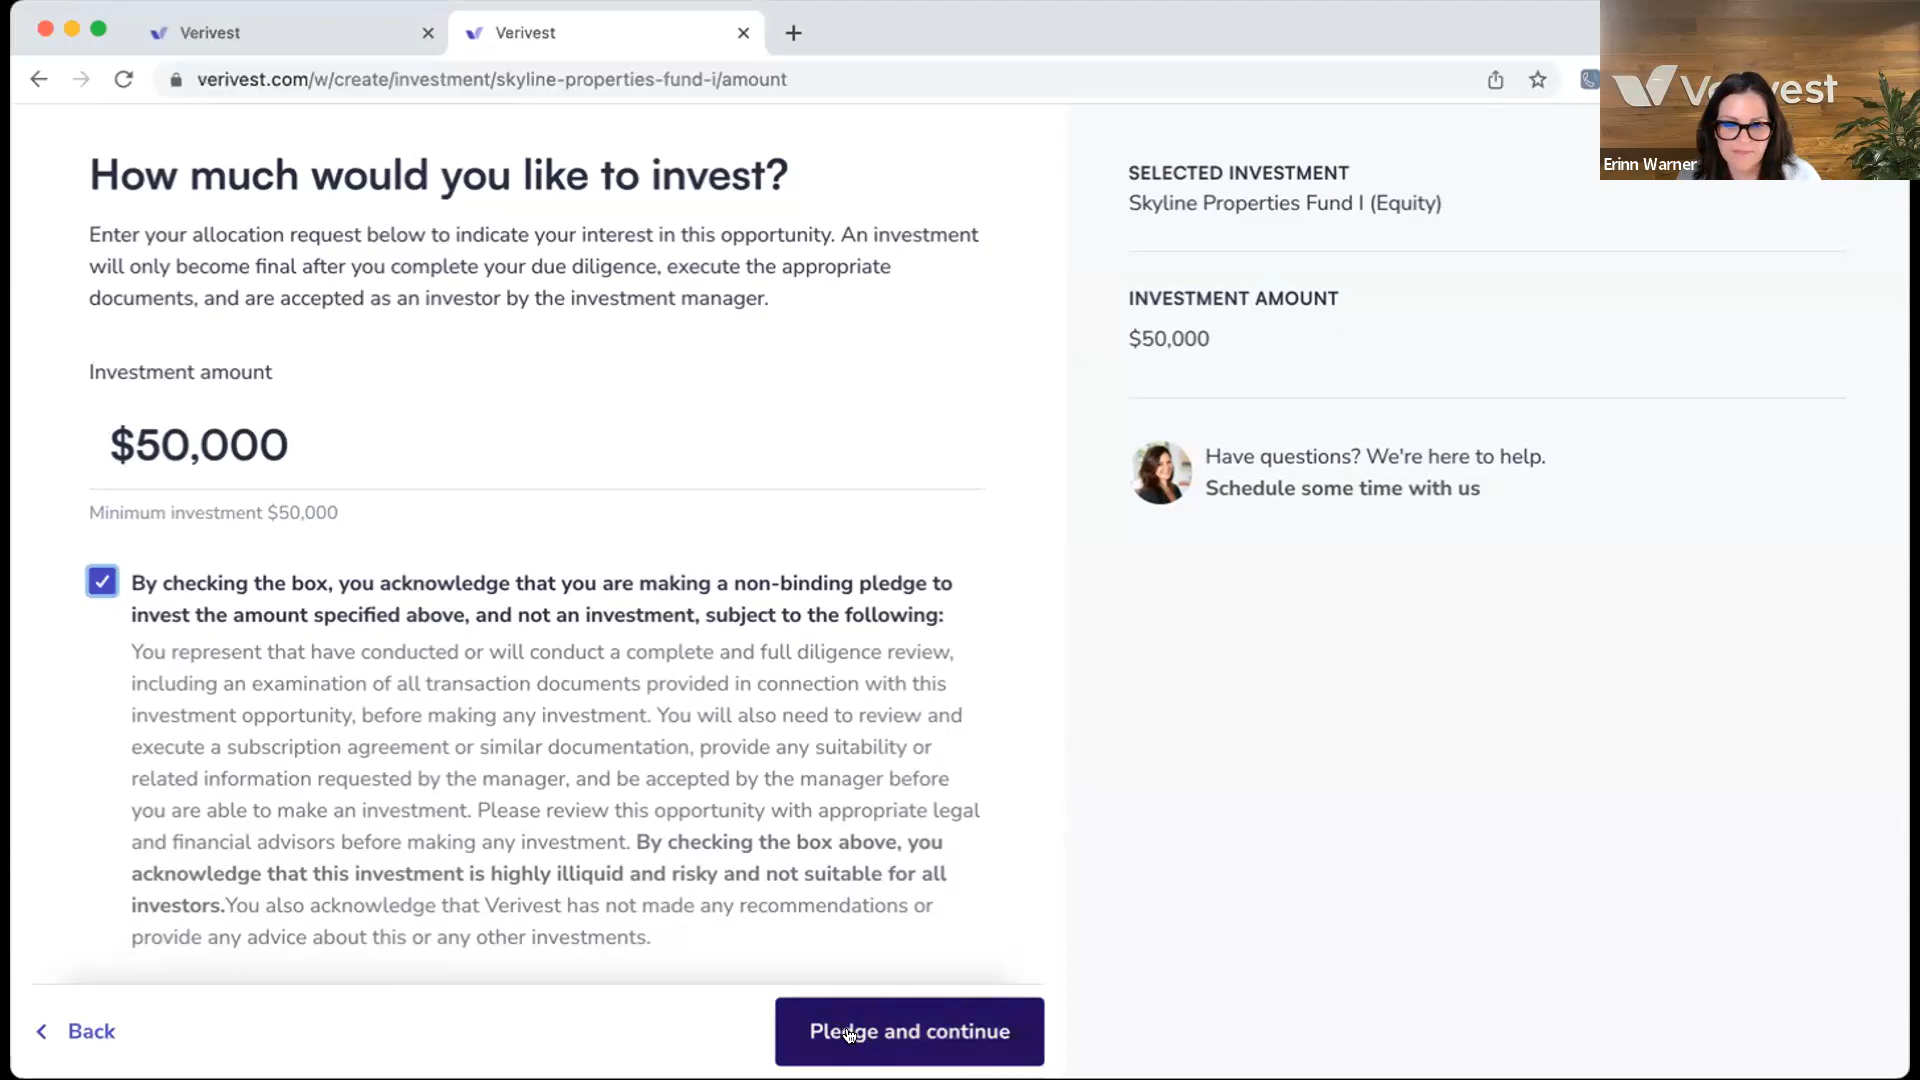 Verivest
Verivest
verivest.com/w/create/investment/skyline-properties-fund-i/amount
Erinn Warner
How much would you like to invest?
Enter your allocation request below to indicate your interest in this opportunity. An investment
will only become final after you complete your due diligence, execute the appropriate
documents, and are accepted as an investor by the investment manager.
Investment amount
$50,000
Minimum investment $50,000
By checking the box, you acknowledge that you are making a non-binding pledge to
invest the amount specified above, and not an investment, subject to the following:
You represent that have conducted or will conduct a complete and full diligence review,
including an examination of all transaction documents provided in connection with this
investment opportunity, before making any investment. You will also need to review and
execute a subscription agreement or similar documentation, provide any suitability or
related information requested by the manager, and be accepted by the manager before
you are able to make an investment. Please review this opportunity with appropriate legal
and financial advisors before making any investment. By checking the box above, you
acknowledge that this investment is highly illiquid and risky and not suitable for all
investors.You also acknowledge that Verivest has not made any recommendations or
provide any advice about this or any other investments.
Back
Pledge and continue
SELECTED INVESTMENT
Skyline Properties Fund I (Equity)
INVESTMENT AMOUNT
$50,000
Have questions? We're here to help.
Schedule some time with us